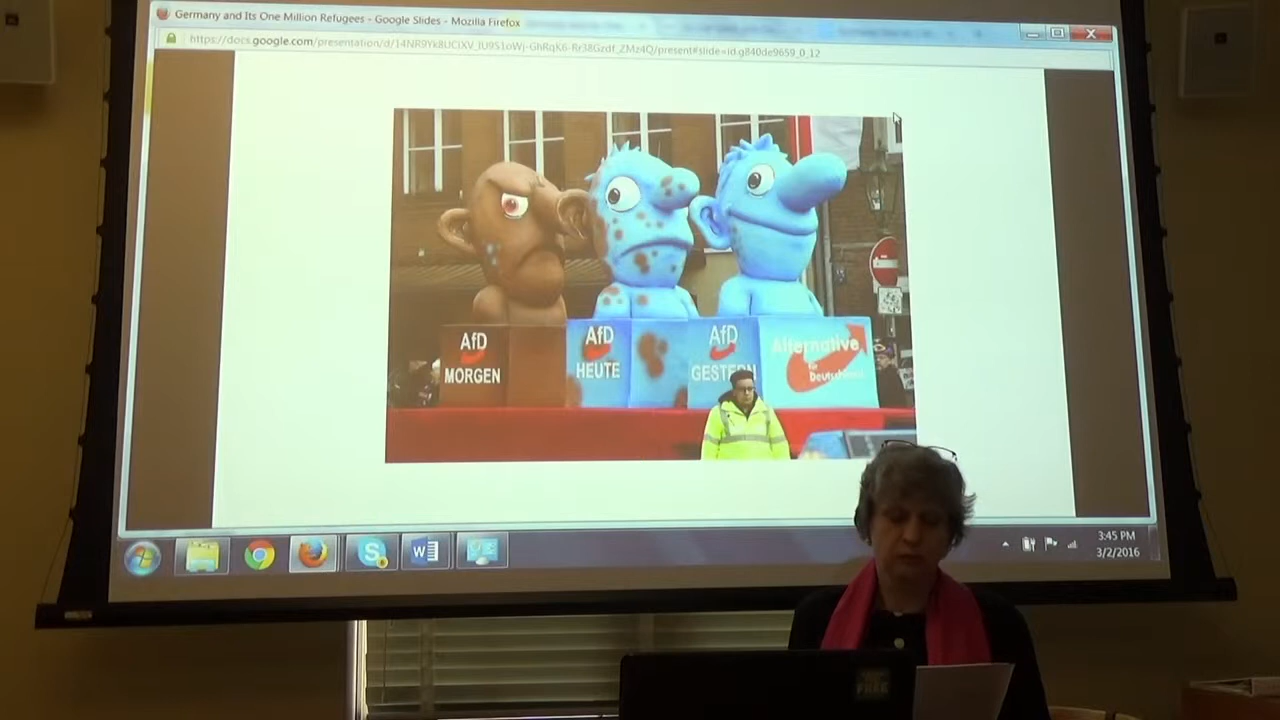 Germany and Its One Million Refugees - Google Slides - Mozilla Firefox
AfD
MORGEN
AfD
HEUTE
AfD
GESTERN
Alternative
für
Deutschland
3:45 PM
3/2/2016